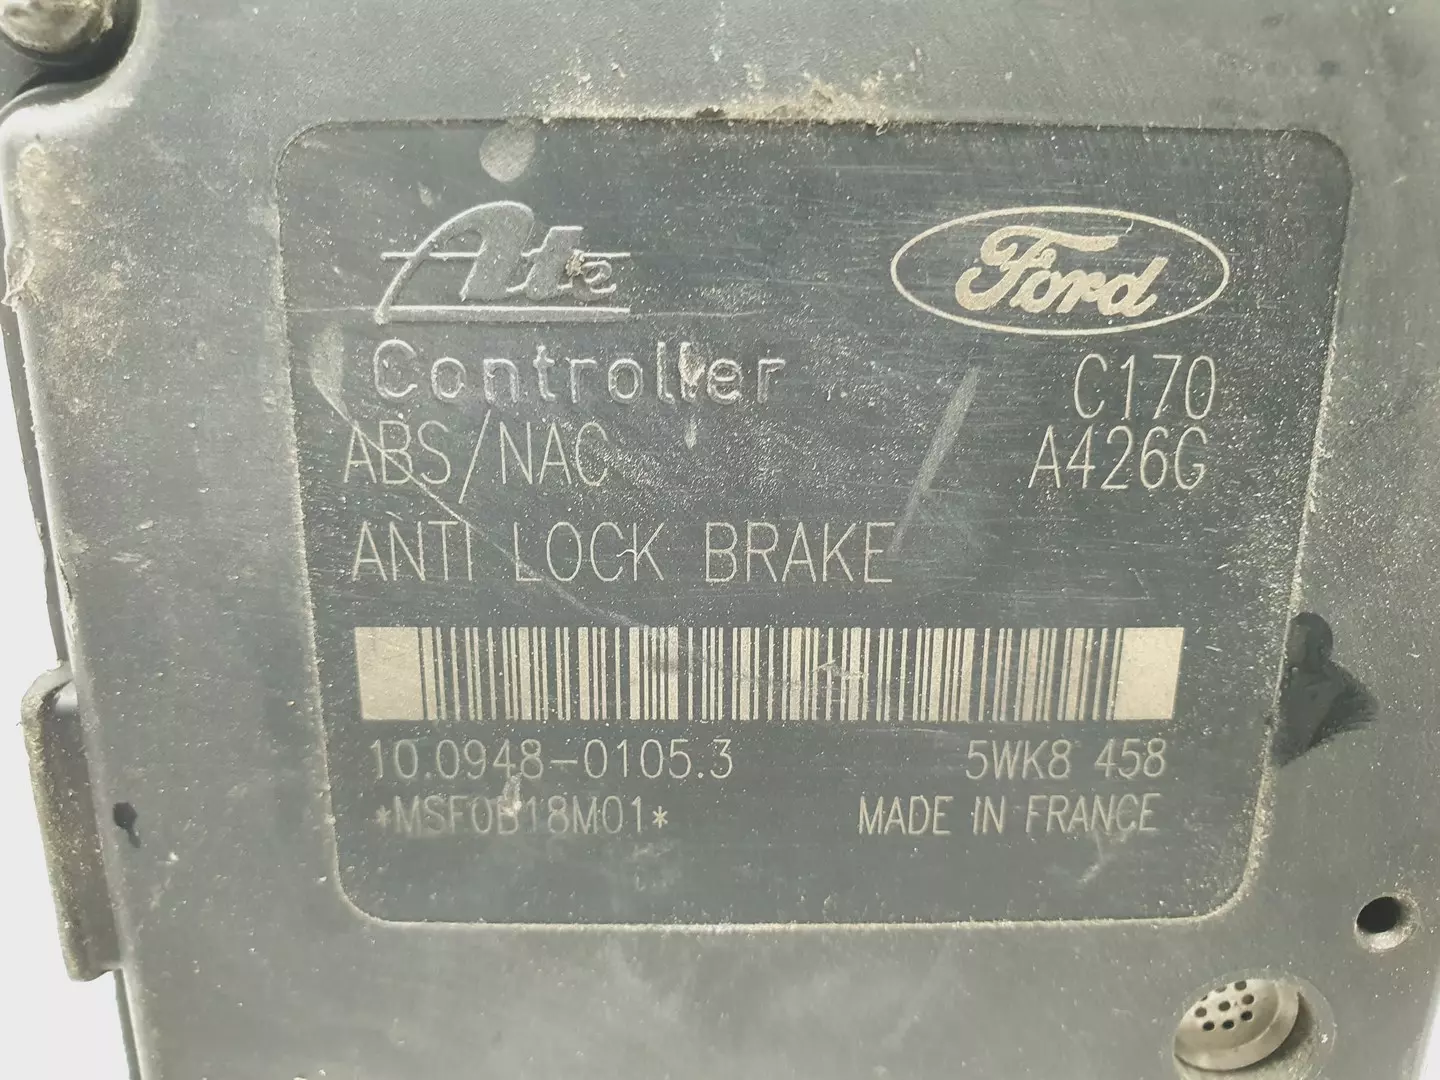 Ate Ford
Controller C170
ABS/NAC A426G
ANTI LOCK BRAKE
10.0948-0105.3 5WK8 458
*MSF0B18M01* MADE IN FRANCE